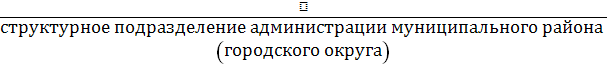 структурное подразделение администрации муниципального района
(городского округа)